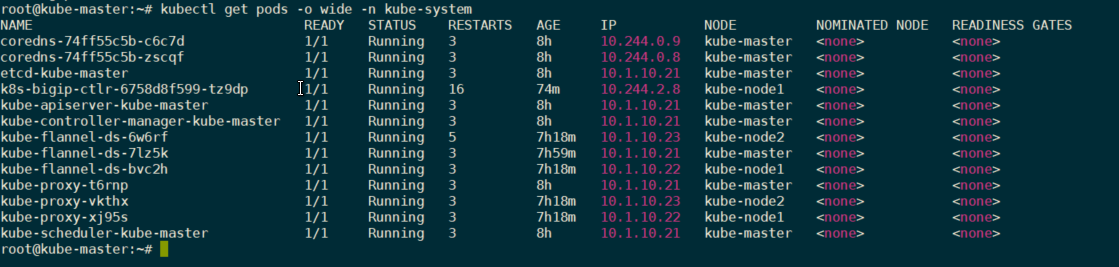 root@kube-master:~# kubectl get pods -o wide -n kube-system
NAME READY STATUS RESTARTS AGE IP NODE NOMINATED NODE READINESS GATES
coredns-74ff55c5b-c6c7d 1/1 Running 3 8h 10.244.0.9 kube-master <none> <none>
coredns-74ff55c5b-zscqf 1/1 Running 3 8h 10.244.0.8 kube-master <none> <none>
etcd-kube-master 1/1 Running 3 8h 10.1.10.21 kube-master <none> <none>
k8s-bigip-ctlr-6758d8f599-tz9dp 1/1 Running 16 74m 10.244.2.8 kube-node1 <none> <none>
kube-apiserver-kube-master 1/1 Running 3 8h 10.1.10.21 kube-master <none> <none>
kube-controller-manager-kube-master 1/1 Running 3 8h 10.1.10.21 kube-master <none> <none>
kube-flannel-ds-6w6rf 1/1 Running 5 7h18m 10.1.10.23 kube-node2 <none> <none>
kube-flannel-ds-7lz5k 1/1 Running 3 7h59m 10.1.10.21 kube-master <none> <none>
kube-flannel-ds-bvc2h 1/1 Running 3 7h18m 10.1.10.22 kube-node1 <none> <none>
kube-proxy-t6rnp 1/1 Running 3 8h 10.1.10.21 kube-master <none> <none>
kube-proxy-vkthx 1/1 Running 3 7h18m 10.1.10.23 kube-node2 <none> <none>
kube-proxy-xj95s 1/1 Running 3 7h18m 10.1.10.22 kube-node1 <none> <none>
kube-scheduler-kube-master 1/1 Running 3 8h 10.1.10.21 kube-master <none> <none>
root@kube-master:~#